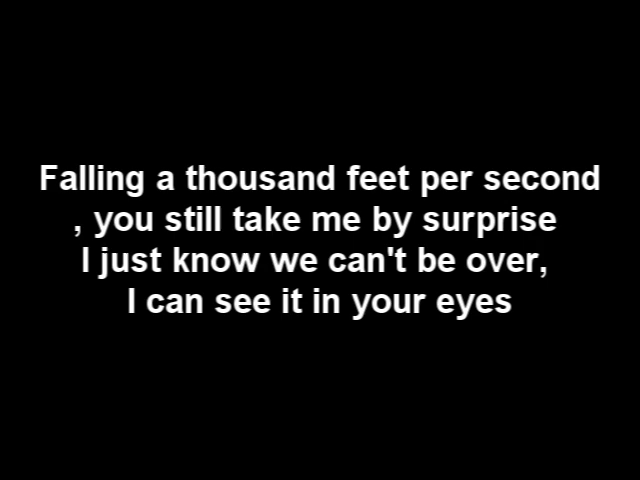 Falling a thousand feet per second
, you still take me by surprise
I just know we can't be over,
I can see it in your eyes